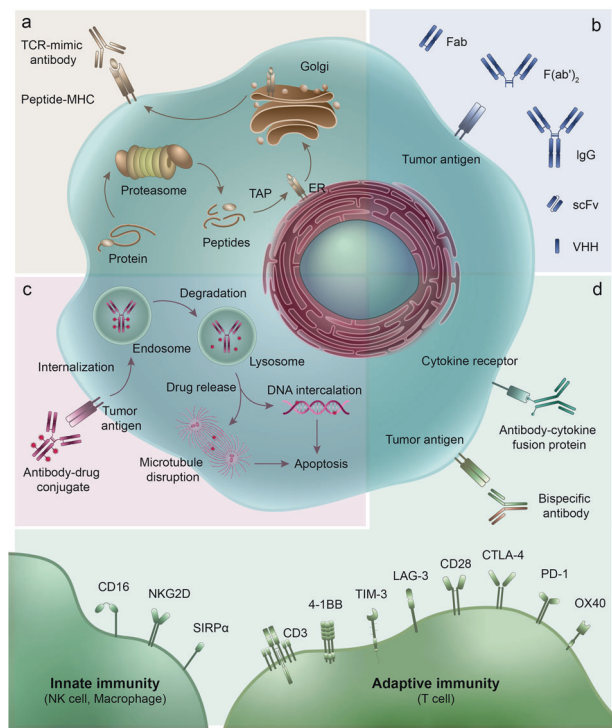 a
TCR-mimic
antibody
Peptide-MHC
Golgi
Proteasome
TAP
ER
Protein
Peptides
b
Fab
F(ab')2
Tumor antigen
IgG
scFv
VHH
c
Degradation
Endosome
Lysosome
Internalization
Drug release
DNA intercalation
Tumor
antigen
Antibody-drug
conjugate
Microtubule
disruption
Apoptosis
d
Cytokine receptor
Antibody-cytokine
fusion protein
Tumor antigen
Bispecific
antibody
CD16
NKG2D
SIRPα
CD3
4-1BB
TIM-3
LAG-3
CD28
CTLA-4
PD-1
OX40
Innate immunity
(NK cell, Macrophage)
Adaptive immunity
(T cell)